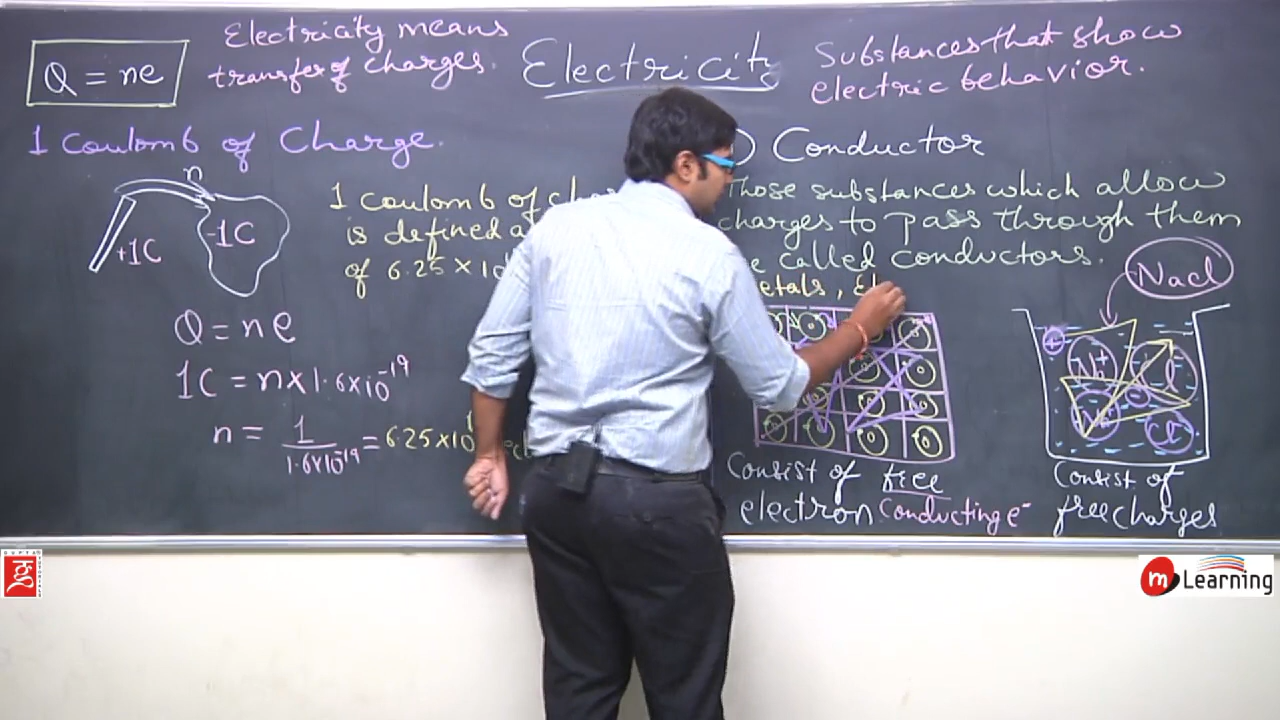 Q = ne
Electricity means
transfer of charges.
Electricity
Substances that show
electric behavior.
1 Coulomb of Charge.
n
+1C
-1C
1 coulomb of
is defined
of 6.25 × 10
Q = n e
1C = n×1.6×10⁻¹⁹
n = 1/1.6×10⁻¹⁹ = 6.25×10
) Conductor
Those substances which allow
charges to pass through them
called conductors.
etals, El
Consist of free
electron. Conducting e⁻
Nacl
+
Na+
-
Cl
Consist of
free charges
GUPTA TUTORIALS
m Learning